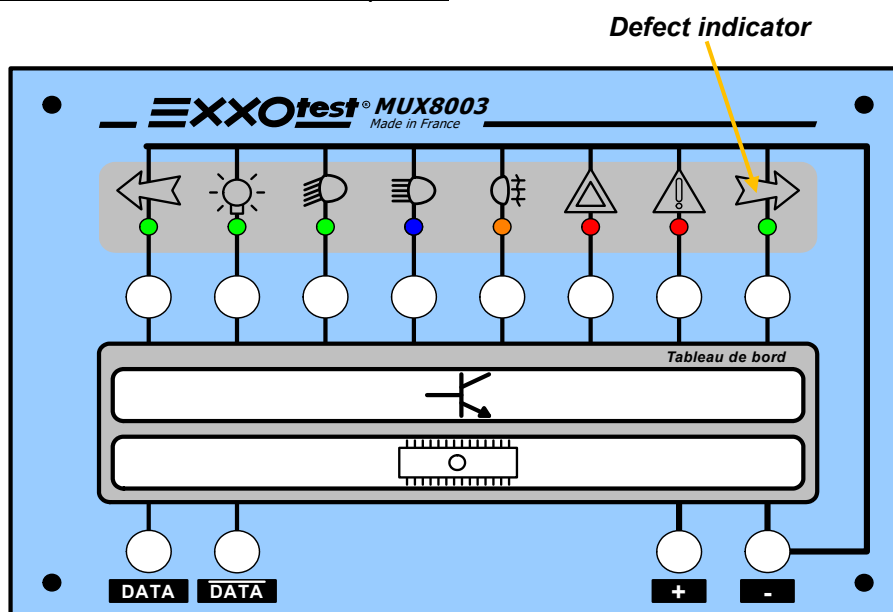 Defect indicator
EXXOtest® MUX8003
Made in France
Tableau de bord
DATA DATA + -